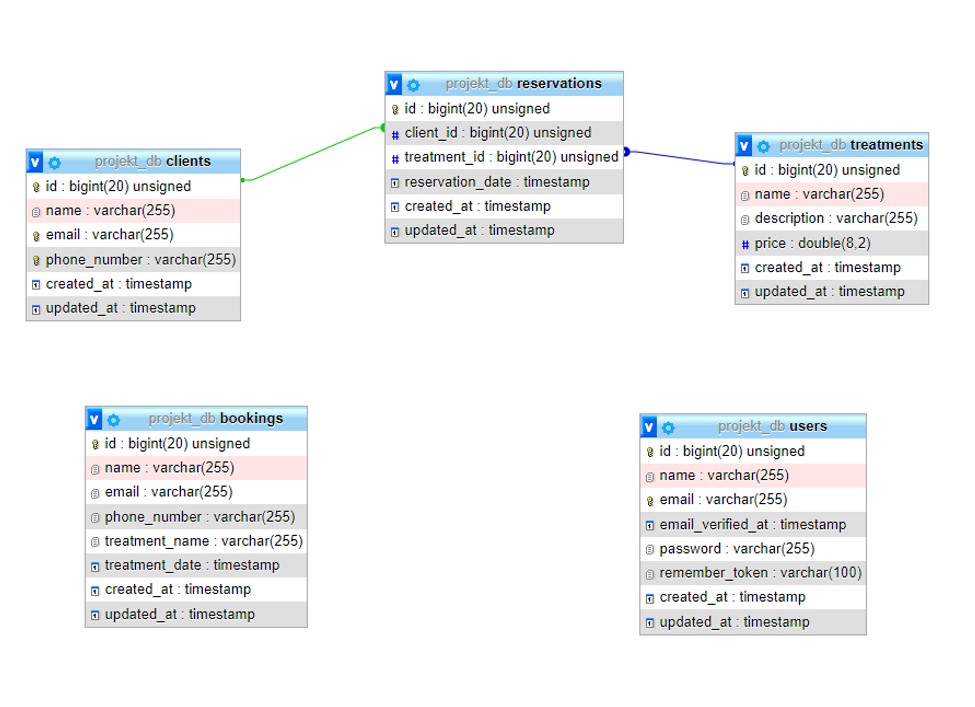 projekt_db reservations
id : bigint(20) unsigned
client_id : bigint(20) unsigned
treatment_id : bigint(20) unsigned
reservation_date : timestamp
created_at : timestamp
updated_at : timestamp
projekt_db clients
id : bigint(20) unsigned
name : varchar(255)
email : varchar(255)
phone_number : varchar(255)
created_at : timestamp
updated_at : timestamp
projekt_db treatments
id : bigint(20) unsigned
name : varchar(255)
description : varchar(255)
price : double(8,2)
created_at : timestamp
updated_at : timestamp
projekt_db bookings
id : bigint(20) unsigned
name : varchar(255)
email : varchar(255)
phone_number : varchar(255)
treatment_name : varchar(255)
treatment_date : timestamp
created_at : timestamp
updated_at : timestamp
projekt_db users
id : bigint(20) unsigned
name : varchar(255)
email : varchar(255)
email_verified_at : timestamp
password : varchar(255)
remember_token : varchar(100)
created_at : timestamp
updated_at : timestamp